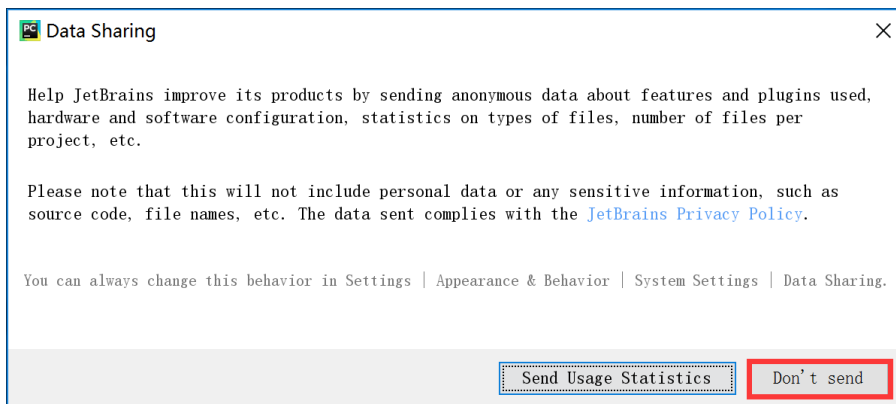 PC Data Sharing
Help JetBrains improve its products by sending anonymous data about features and plugins used,
hardware and software configuration, statistics on types of files, number of files per
project, etc.
Please note that this will not include personal data or any sensitive information, such as
source code, file names, etc. The data sent complies with the JetBrains Privacy Policy.
You can always change this behavior in Settings | Appearance & Behavior | System Settings | Data Sharing.
Send Usage Statistics Don't send